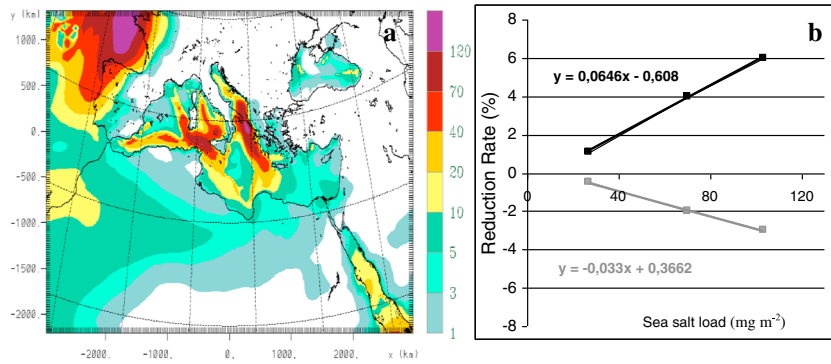 y (km)
a
1000.
500.
0.
-500.
-1000.
-1500.
-2000.
-2000. -1000. 0. 1000. 2000. x (km)
120
70
40
20
10
5
3
1
b
Reduction Rate (%)
8
6
4
2
0
-2
-4
-6
-8
0 40 80 120
y = 0,0646x - 0,608
y = -0,033x + 0,3662
Sea salt load (mg m-2)